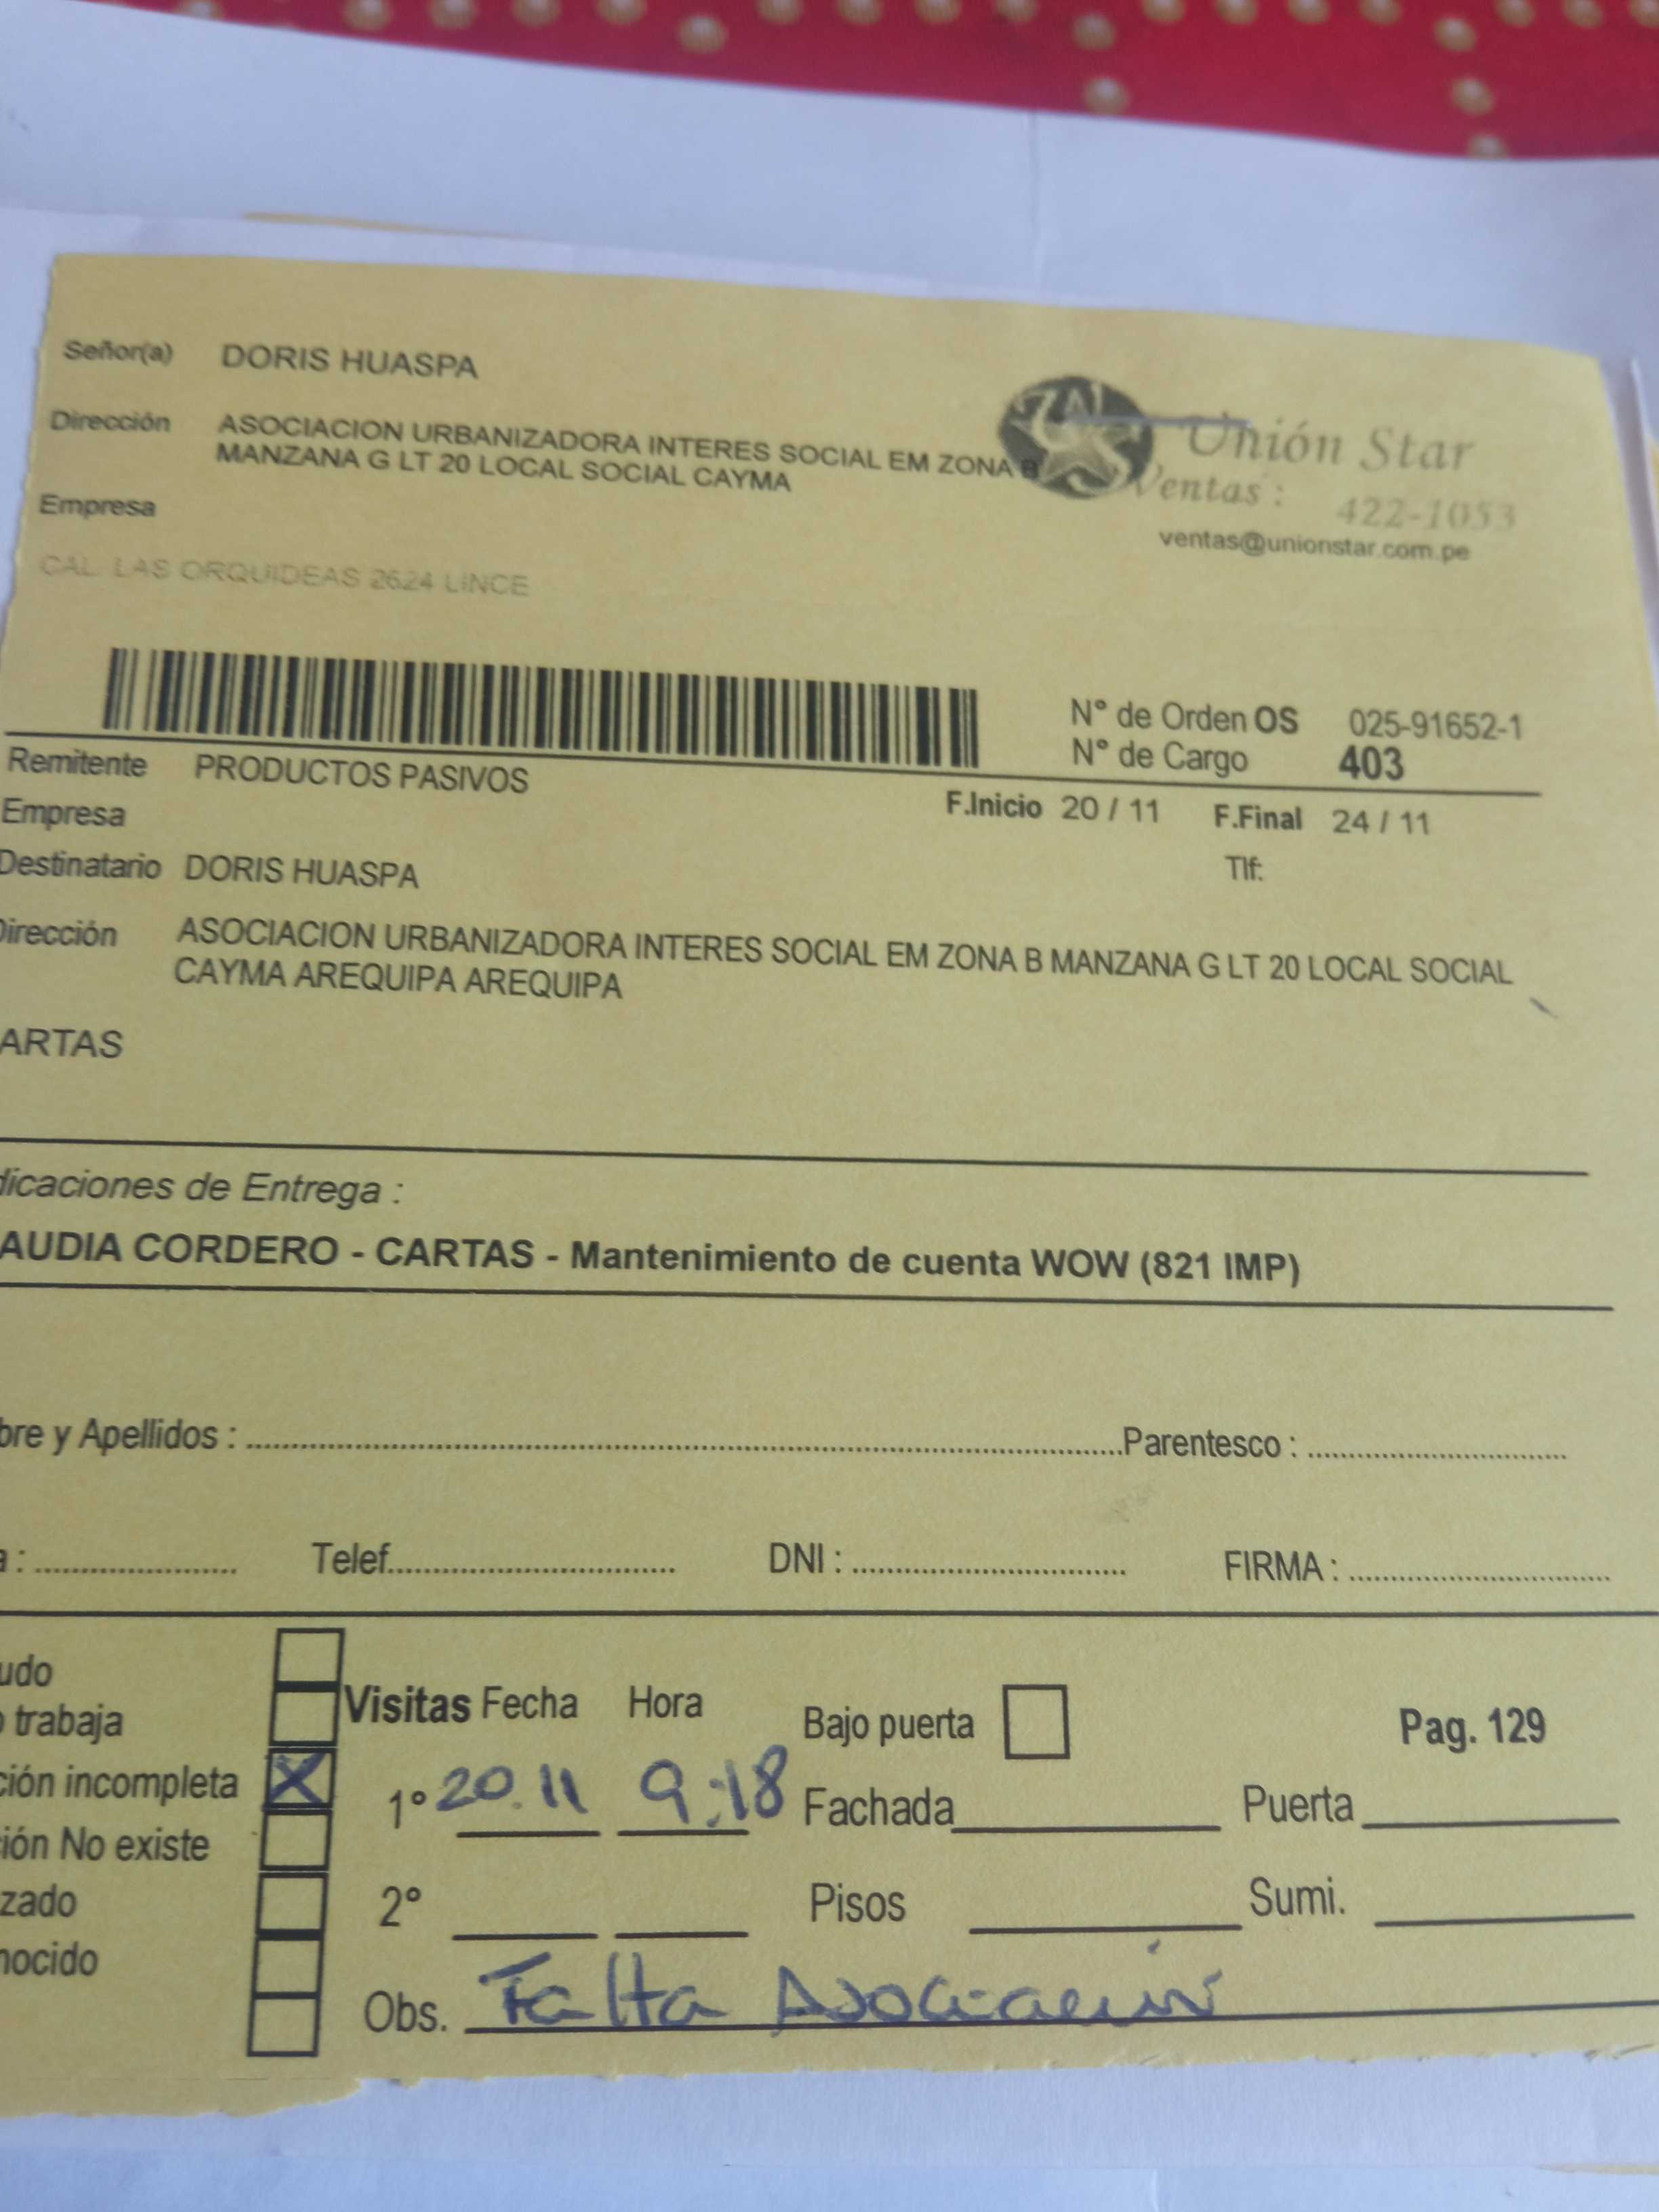 Señor(a) DORIS HUASPA
Dirección ASOCIACION URBANIZADORA INTERES SOCIAL EM ZONA B
MANZANA G LT 20 LOCAL SOCIAL CAYMA
Empresa
Unión Star
Ventas : 422-1053
ventas@unionstar.com.pe
CAL. LAS ORQUIDEAS 2624 LINCE
N° de Orden OS 025-91652-1
N° de Cargo 403
Remitente PRODUCTOS PASIVOS
Empresa F.Inicio 20 / 11 F.Final 24 / 11
Destinatario DORIS HUASPA Tlf:
Dirección ASOCIACION URBANIZADORA INTERES SOCIAL EM ZONA B MANZANA G LT 20 LOCAL SOCIAL
CAYMA AREQUIPA AREQUIPA
ARTAS
dicaciones de Entrega :
AUDIA CORDERO - CARTAS - Mantenimiento de cuenta WOW (821 IMP)
bre y Apellidos : Parentesco :
a : Telef. DNI : FIRMA :
udo
o trabaja Visitas Fecha Hora Bajo puerta Pag. 129
ción incompleta X 1° 20.11 9:18 Fachada Puerta
ión No existe
zado 2° Pisos Sumi.
nocido
Obs. Falta Asociación